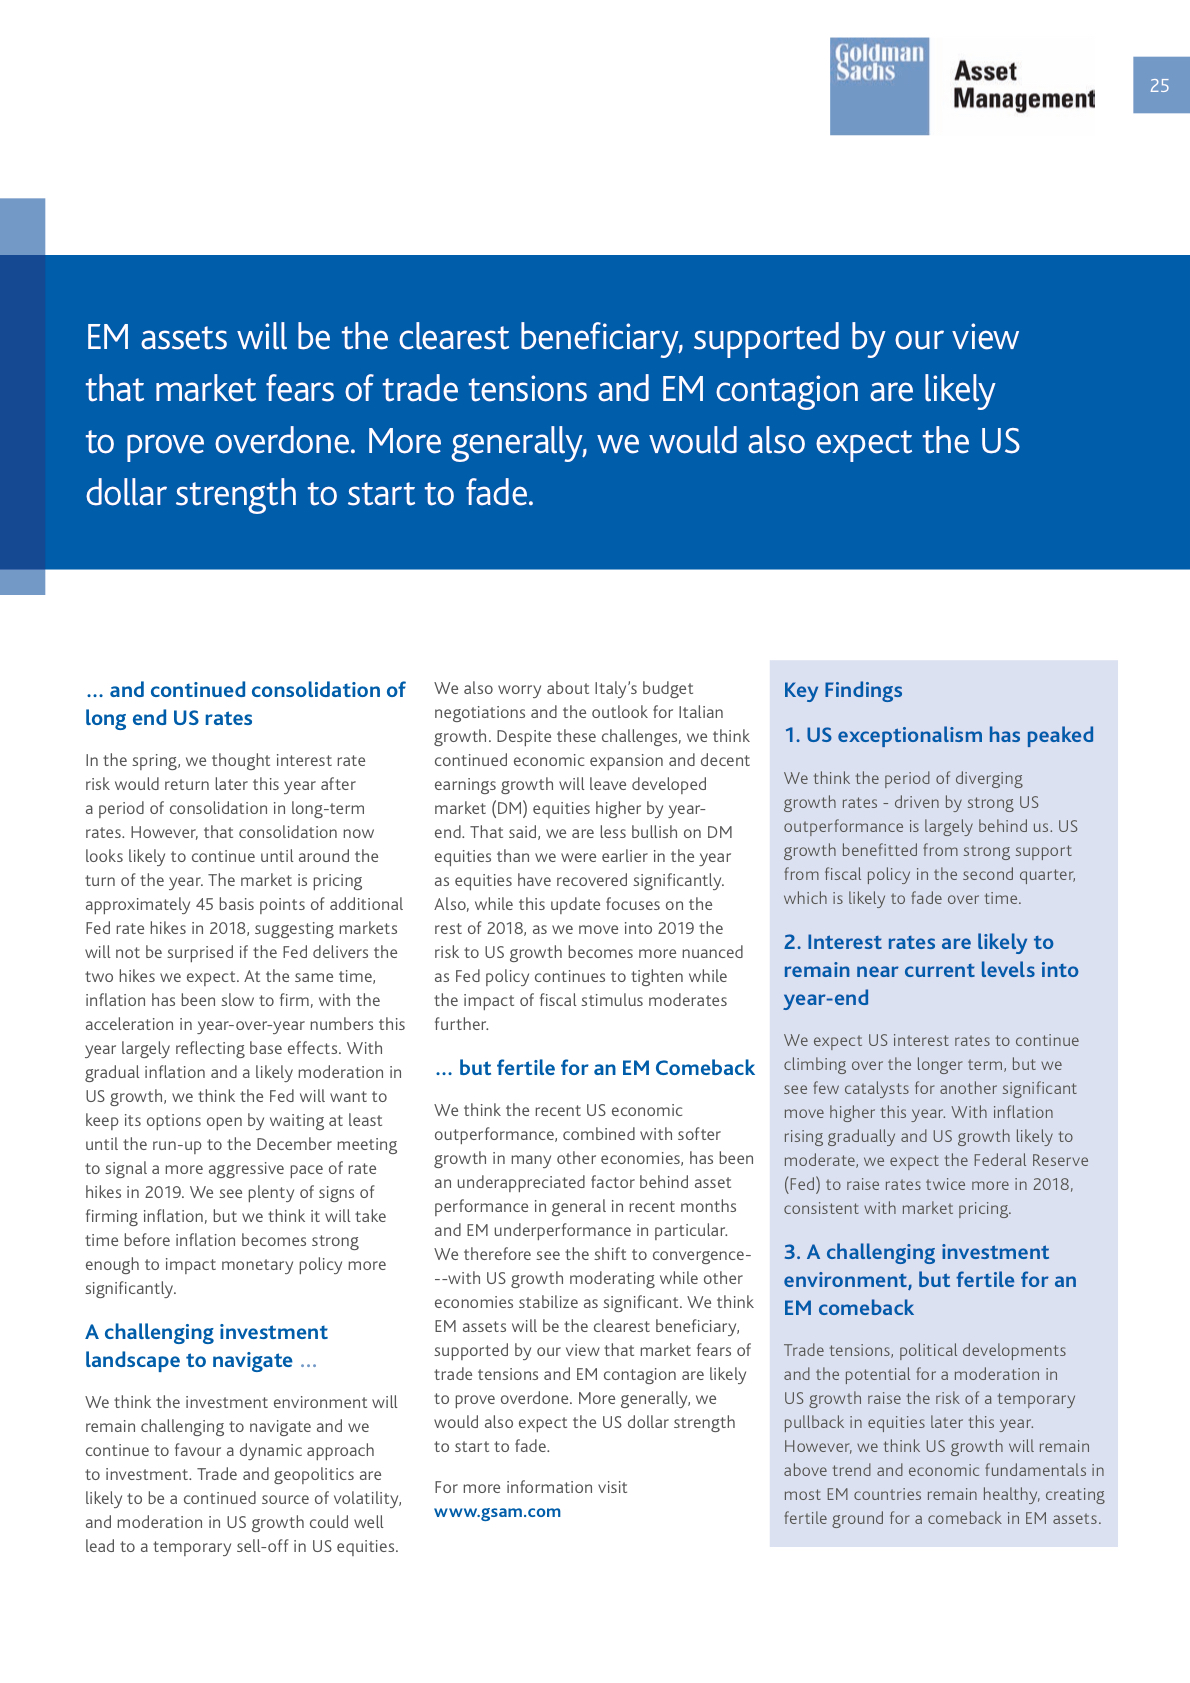 Goldman
Sachs
Asset
Management
25
EM assets will be the clearest beneficiary, supported by our view
that market fears of trade tensions and EM contagion are likely
to prove overdone. More generally, we would also expect the US
dollar strength to start to fade.
... and continued consolidation of
long end US rates
In the spring, we thought interest rate
risk would return later this year after
a period of consolidation in long-term
rates. However, that consolidation now
looks likely to continue until around the
turn of the year. The market is pricing
approximately 45 basis points of additional
Fed rate hikes in 2018, suggesting markets
will not be surprised if the Fed delivers the
two hikes we expect. At the same time,
inflation has been slow to firm, with the
acceleration in year-over-year numbers this
year largely reflecting base effects. With
gradual inflation and a likely moderation in
US growth, we think the Fed will want to
keep its options open by waiting at least
until the run-up to the December meeting
to signal a more aggressive pace of rate
hikes in 2019. We see plenty of signs of
firming inflation, but we think it will take
time before inflation becomes strong
enough to impact monetary policy more
significantly.
A challenging investment
landscape to navigate ...
We think the investment environment will
remain challenging to navigate and we
continue to favour a dynamic approach
to investment. Trade and geopolitics are
likely to be a continued source of volatility,
and moderation in US growth could well
lead to a temporary sell-off in US equities.
We also worry about Italy's budget
negotiations and the outlook for Italian
growth. Despite these challenges, we think
continued economic expansion and decent
earnings growth will leave developed
market (DM) equities higher by year-
end. That said, we are less bullish on DM
equities than we were earlier in the year
as equities have recovered significantly.
Also, while this update focuses on the
rest of 2018, as we move into 2019 the
risk to US growth becomes more nuanced
as Fed policy continues to tighten while
the impact of fiscal stimulus moderates
further.
... but fertile for an EM Comeback
We think the recent US economic
outperformance, combined with softer
growth in many other economies, has been
an underappreciated factor behind asset
performance in general in recent months
and EM underperformance in particular.
We therefore see the shift to convergence-
--with US growth moderating while other
economies stabilize as significant. We think
EM assets will be the clearest beneficiary,
supported by our view that market fears of
trade tensions and EM contagion are likely
to prove overdone. More generally, we
would also expect the US dollar strength
to start to fade.
For more information visit
www.gsam.com
Key Findings
1. US exceptionalism has peaked
We think the period of diverging
growth rates - driven by strong US
outperformance is largely behind us. US
growth benefitted from strong support
from fiscal policy in the second quarter,
which is likely to fade over time.
2. Interest rates are likely to
remain near current levels into
year-end
We expect US interest rates to continue
climbing over the longer term, but we
see few catalysts for another significant
move higher this year. With inflation
rising gradually and US growth likely to
moderate, we expect the Federal Reserve
(Fed) to raise rates twice more in 2018,
consistent with market pricing.
3. A challenging investment
environment, but fertile for an
EM comeback
Trade tensions, political developments
and the potential for a moderation in
US growth raise the risk of a temporary
pullback in equities later this year.
However, we think US growth will remain
above trend and economic fundamentals in
most EM countries remain healthy, creating
fertile ground for a comeback in EM assets.